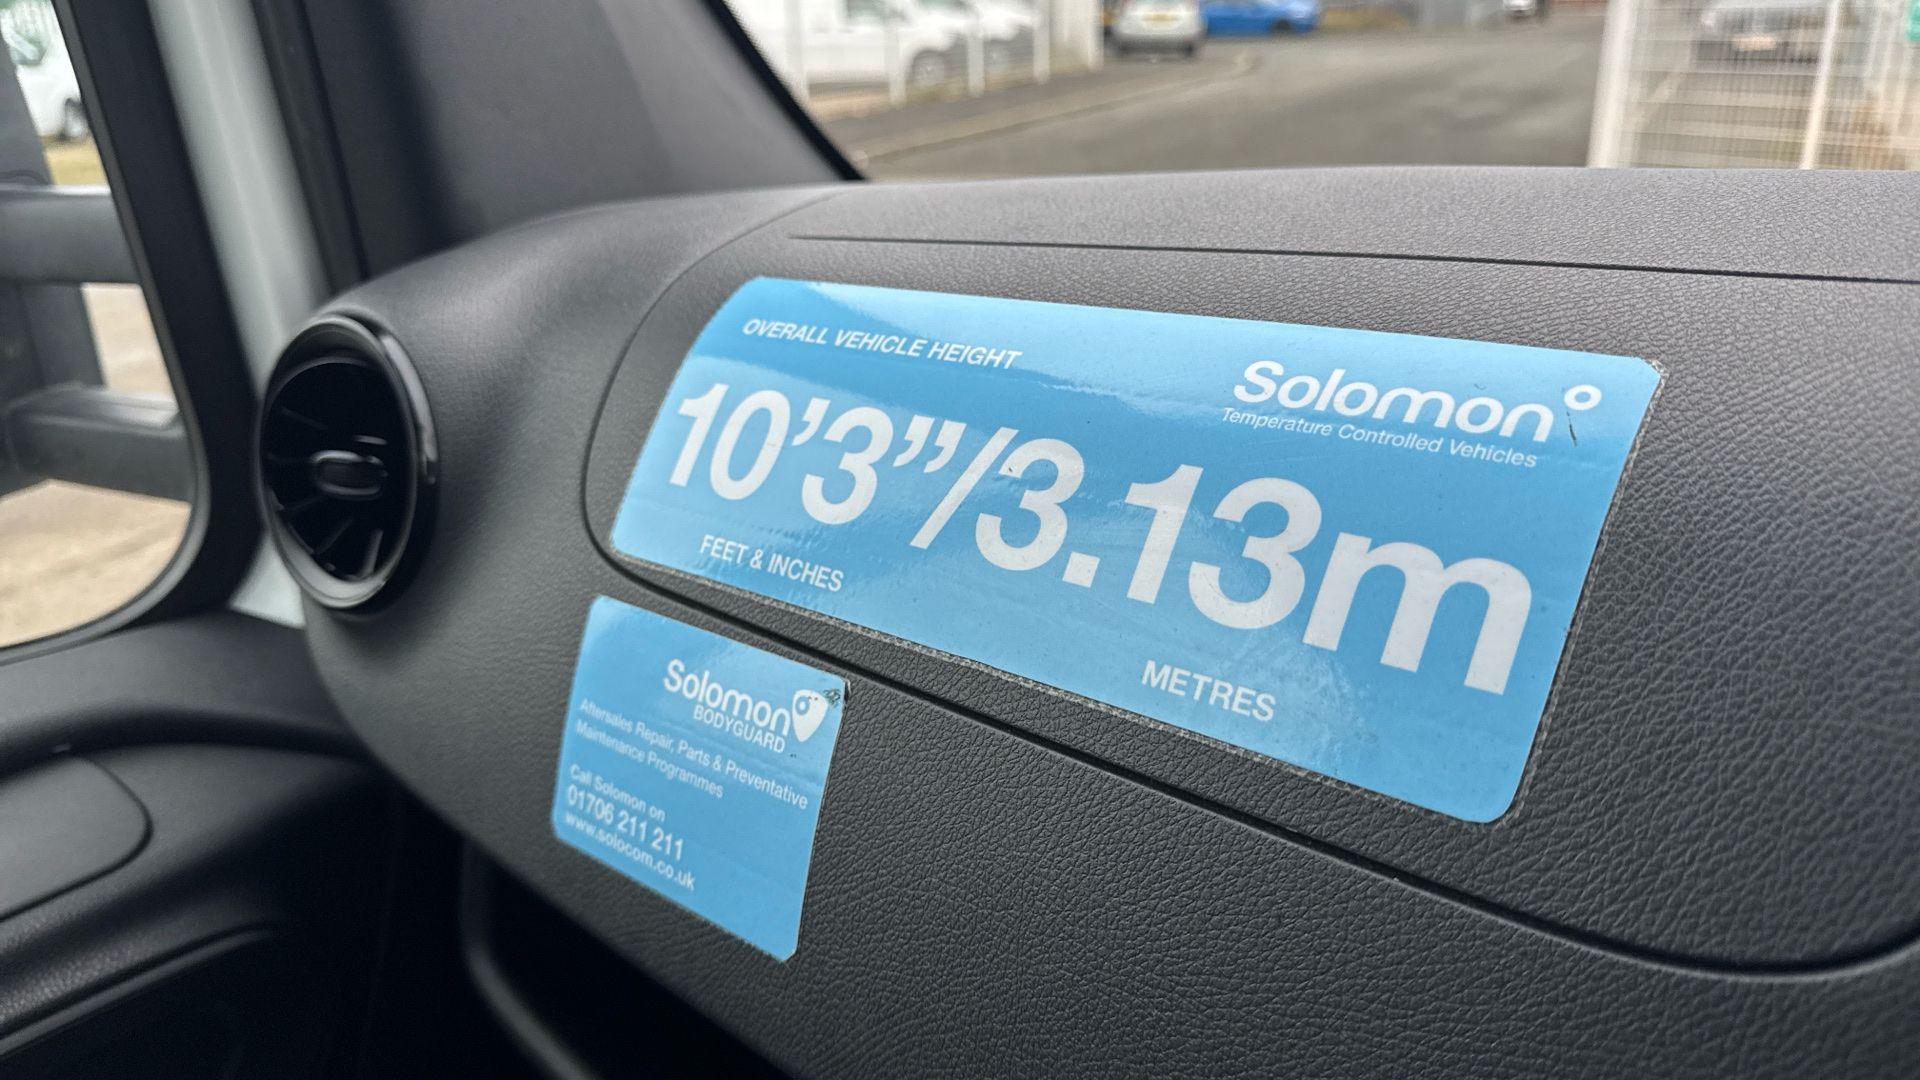 OVERALL VEHICLE HEIGHT
Solomon°
Temperature Controlled Vehicles
10’3”/3.13m
FEET & INCHES
METRES
Solomon
BODYGUARD
Aftersales Repair, Parts & Preventative
Maintenance Programmes
Call Solomon on
01706 211 211
www.solocom.co.uk